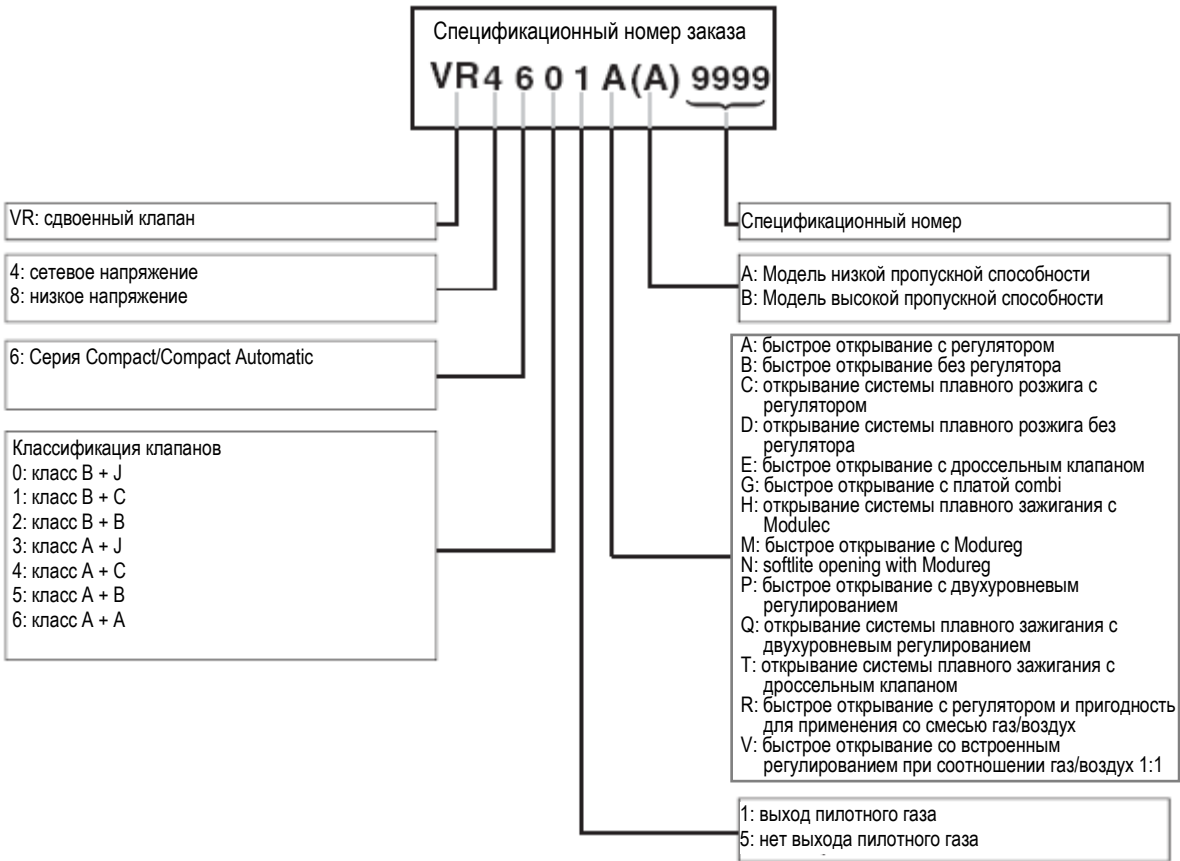 Спецификационный номер заказа
VR4 6 0 1 A(A) 9999
VR: сдвоенный клапан
4: сетевое напряжение
8: низкое напряжение
6: Серия Compact/Compact Automatic
Классификация клапанов
0: класс B + J
1: класс B + C
2: класс B + B
3: класс A + J
4: класс A + C
5: класс A + B
6: класс A + A
Спецификационный номер
A: Модель низкой пропускной способности
B: Модель высокой пропускной способности
A: быстрое открывание с регулятором
B: быстрое открывание без регулятора
C: открывание системы плавного розжига с
регулятором
D: открывание системы плавного розжига без
регулятора
E: быстрое открывание с дроссельным клапаном
G: быстрое открывание с платой combi
H: открывание системы плавного зажигания с
Modulec
M: быстрое открывание с Modureg
N: softlite opening with Modureg
P: быстрое открывание с двухуровневым
регулированием
Q: открывание системы плавного зажигания с
двухуровневым регулированием
T: открывание системы плавного зажигания с
дроссельным клапаном
R: быстрое открывание с регулятором и пригодность
для применения со смесью газ/воздух
V: быстрое открывание со встроенным
регулированием при соотношении газ/воздух 1:1
1: выход пилотного газа
5: нет выхода пилотного газа